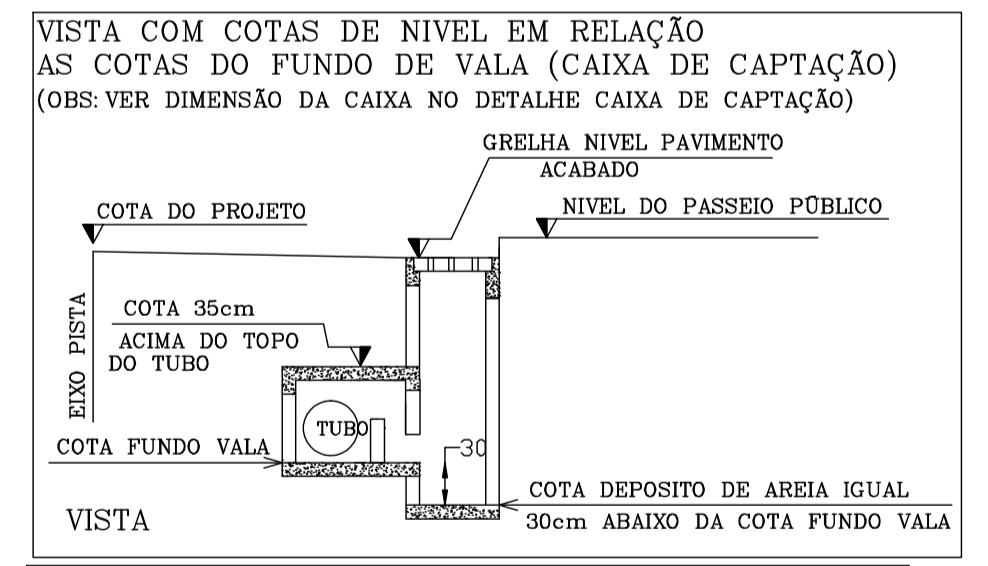 VISTA COM COTAS DE NIVEL EM RELAÇÃO
AS COTAS DO FUNDO DE VALA (CAIXA DE CAPTAÇÃO)
(OBS: VER DIMENSÃO DA CAIXA NO DETALHE CAIXA DE CAPTAÇÃO)
GRELHA NIVEL PAVIMENTO
ACABADO
COTA DO PROJETO
NIVEL DO PASSEIO PÚBLICO
EIXO PISTA
COTA 35cm
ACIMA DO TOPO
DO TUBO
TUBO
COTA FUNDO VALA
30
COTA DEPOSITO DE AREIA IGUAL
30cm ABAIXO DA COTA FUNDO VALA
VISTA